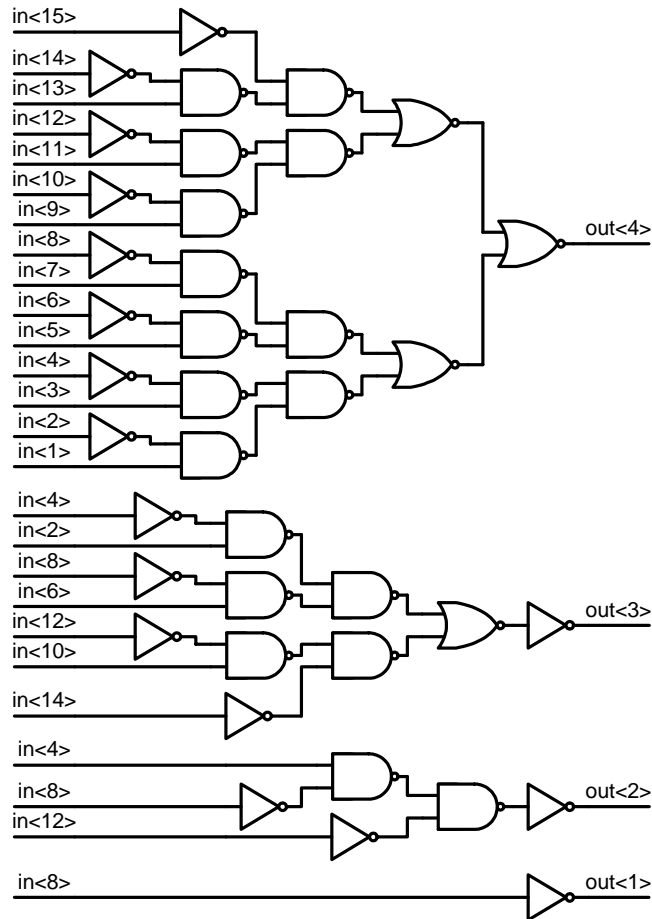 in<15>
in<14>
in<13>
in<12>
in<11>
in<10>
in<9>
in<8>
out<4>
in<7>
in<6>
in<5>
in<4>
in<3>
in<2>
in<1>
in<4>
in<2>
in<8>
in<6>
in<12>
out<3>
in<10>
in<14>
in<4>
in<8>
out<2>
in<12>
in<8>
out<1>